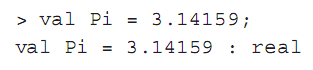 > val Pi = 3.14159;
val Pi = 3.14159 : real